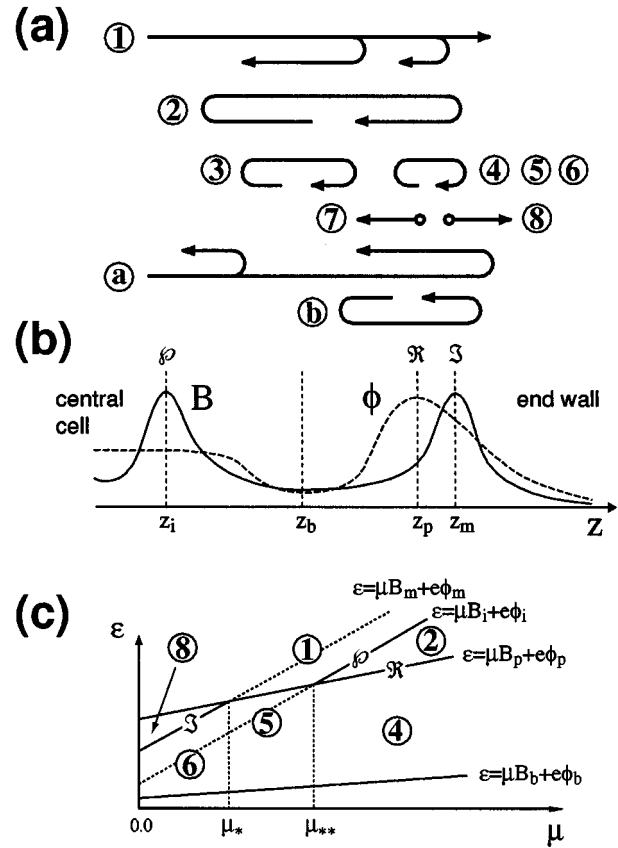 (a)
①
②
③ ④ ⑤ ⑥
⑦ ⑧
ⓐ
ⓑ
(b)
℘ ℜ ℑ
central cell
B
ϕ
end wall
z_i z_b z_p z_m z
(c)
ε=μB_m+eϕ_m
ε=μB_i+eϕ_i
ε
⑧ ① ℘ ②
ε=μB_p+eϕ_p
ℜ
ℑ
⑤ ④
⑥
ε=μB_b+eϕ_b
0.0 μ_* μ_** μ